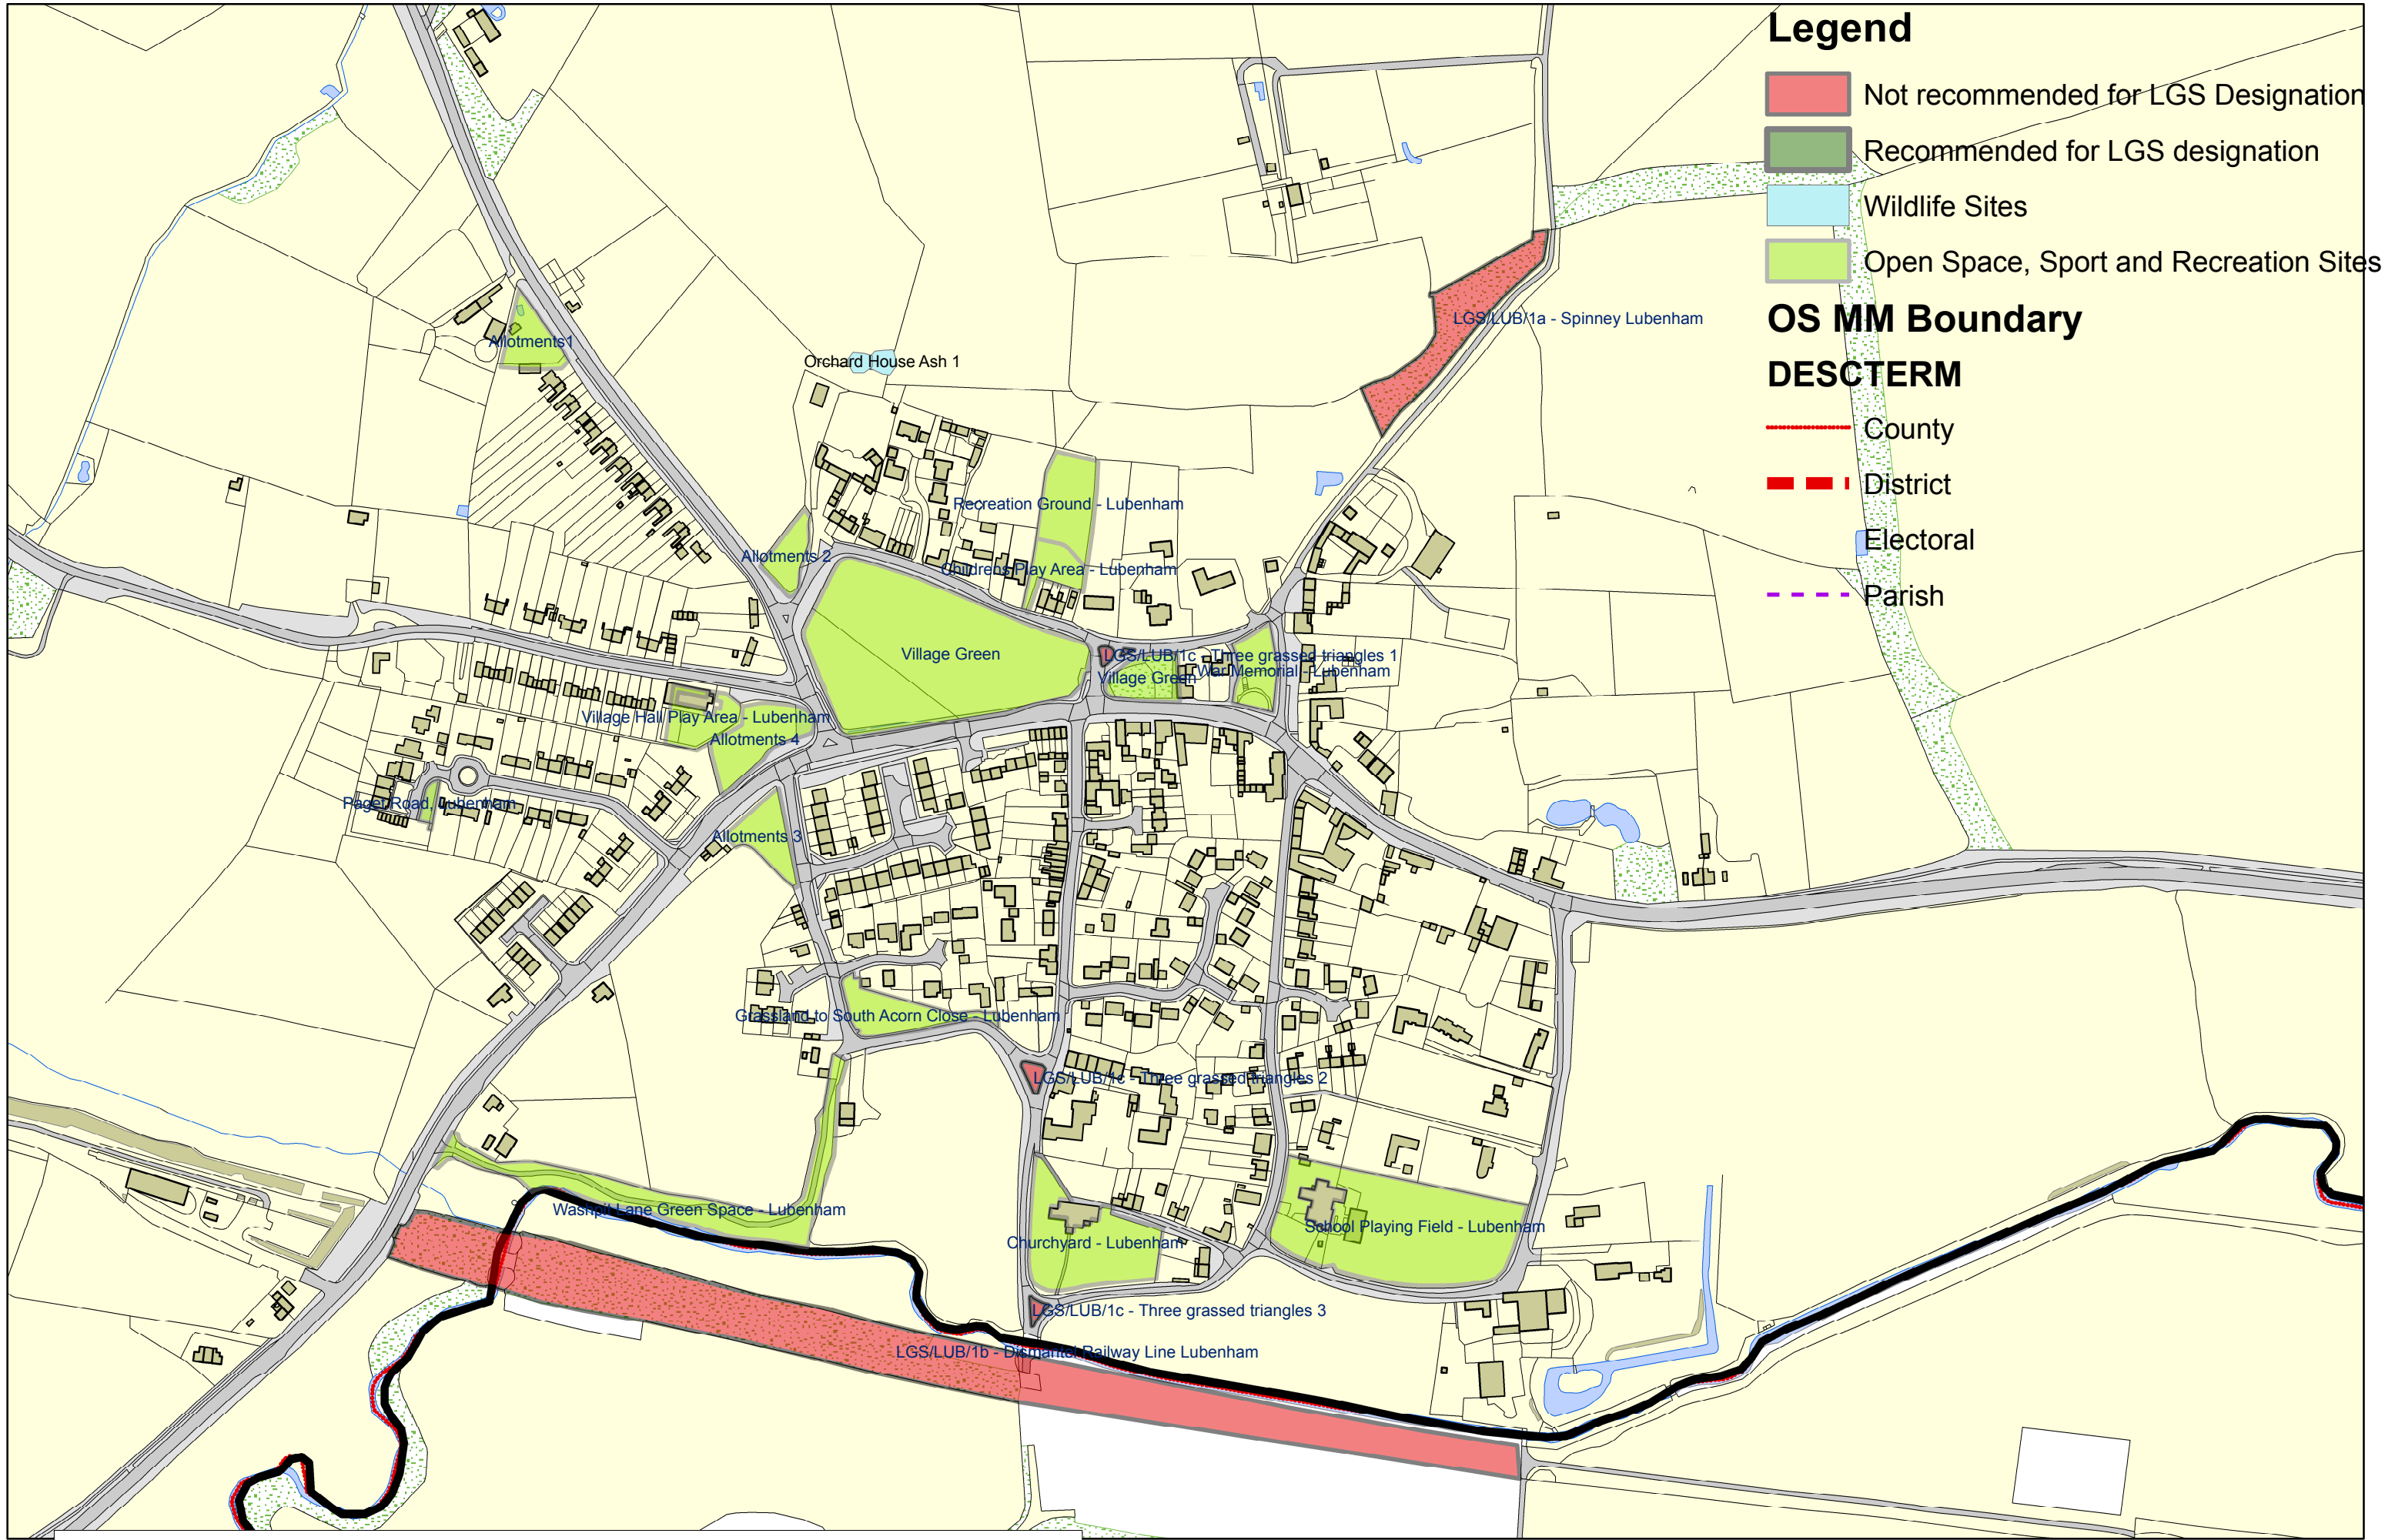 Legend
Not recommended for LGS Designation
Recommended for LGS designation
Wildlife Sites
Open Space, Sport and Recreation Sites
OS MM Boundary
DESCTERM
County
District
Electoral
Parish
LGS/LUB/1a - Spinney Lubenham
Allotments1
Orchard House Ash 1
Recreation Ground - Lubenham
Allotments 2
Childrens Play Area - Lubenham
Village Green
LGS/LUB/1c - Three grassed triangles 1
War Memorial - Lubenham
Village Green
Village Hall Play Area - Lubenham
Allotments 4
Paget Road, Lubenham
Allotments 3
Grassland to South Acorn Close - Lubenham
LGS/LUB/1c - Three grassed triangles 2
Washpit Lane Green Space - Lubenham
School Playing Field - Lubenham
Churchyard - Lubenham
LGS/LUB/1c - Three grassed triangles 3
LGS/LUB/1b - Dismantal Railway Line Lubenham